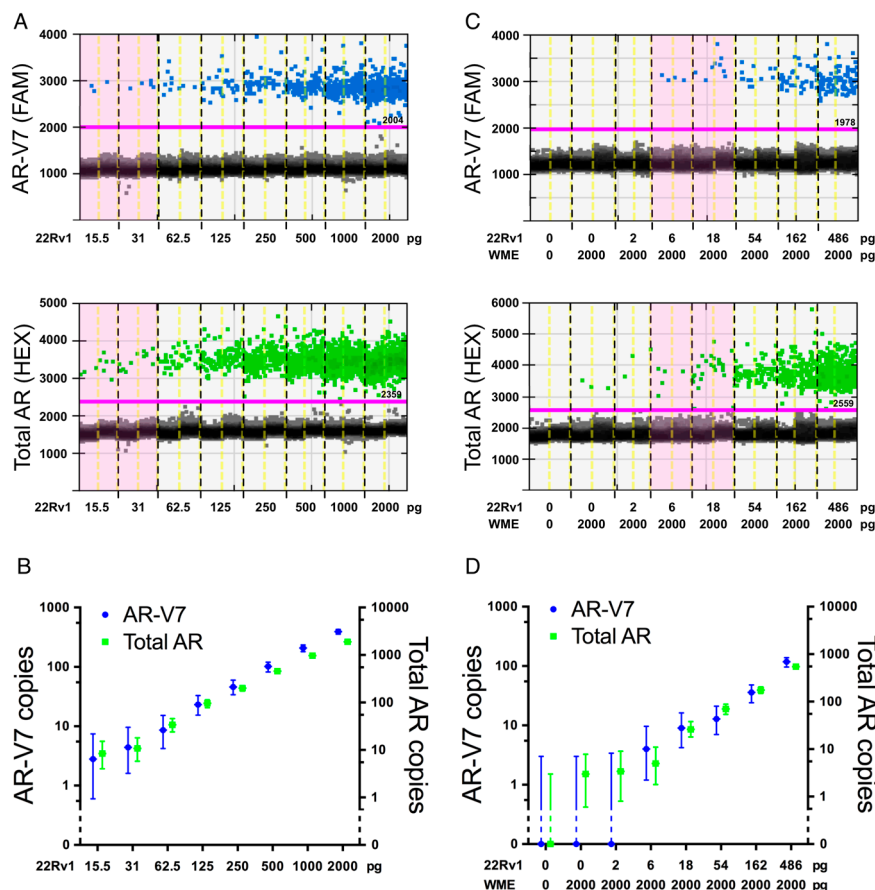 A
AR-V7 (FAM)
4000
3000
2000
1000
2004
22Rv1 15.5 31 62.5 125 250 500 1000 2000 pg
Total AR (HEX)
5000
4000
3000
2000
1000
2359
22Rv1 15.5 31 62.5 125 250 500 1000 2000 pg
B
AR-V7 copies
1000
100
10
1
0
AR-V7
Total AR
10000
1000
100
10
1
0
Total AR copies
22Rv1 15.5 31 62.5 125 250 500 1000 2000 pg
C
AR-V7 (FAM)
4000
3000
2000
1000
1978
22Rv1 0 0 2 6 18 54 162 486 pg
WME 0 2000 2000 2000 2000 2000 2000 2000 pg
Total AR (HEX)
6000
5000
4000
3000
2000
1000
2559
22Rv1 0 0 2 6 18 54 162 486 pg
WME 0 2000 2000 2000 2000 2000 2000 2000 pg
D
AR-V7 copies
1000
100
10
1
0
AR-V7
Total AR
10000
1000
100
10
1
0
Total AR copies
22Rv1 0 0 2 6 18 54 162 486 pg
WME 0 2000 2000 2000 2000 2000 2000 2000 pg